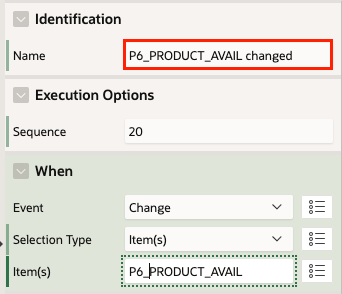 Identification
Name P6_PRODUCT_AVAIL changed
Execution Options
Sequence 20
When
Event Change
Selection Type Item(s)
Item(s) P6_PRODUCT_AVAIL